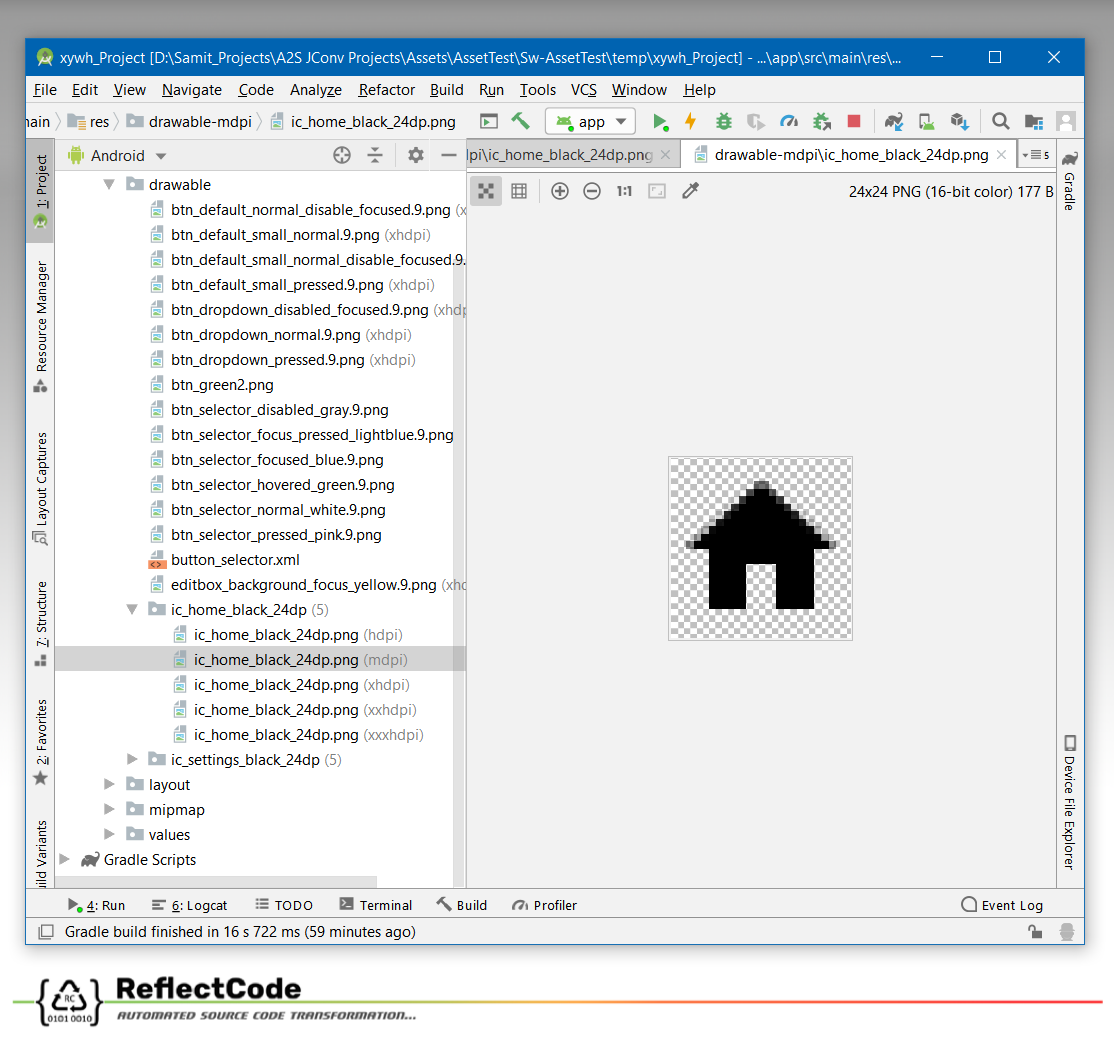 xywh_Project [D:\Samit_Projects\A2S JConv Projects\Assets\AssetTest\Sw-AssetTest\temp\xywh_Project] - ...\app\src\main\res\...
File Edit View Navigate Code Analyze Refactor Build Run Tools VCS Window Help
nain res drawable-mdpi ic_home_black_24dp.png app
Android
lpi\ic_home_black_24dp.png drawable-mdpi\ic_home_black_24dp.png 5
1:1 24x24 PNG (16-bit color) 177 B
1: Project
Resource Manager
Layout Captures
7: Structure
2: Favorites
ild Variants
drawable
btn_default_normal_disable_focused.9.png (x
btn_default_small_normal.9.png (xhdpi)
btn_default_small_normal_disable_focused.9.
btn_default_small_pressed.9.png (xhdpi)
btn_dropdown_disabled_focused.9.png (xhdp
btn_dropdown_normal.9.png (xhdpi)
btn_dropdown_pressed.9.png (xhdpi)
btn_green2.png
btn_selector_disabled_gray.9.png
btn_selector_focus_pressed_lightblue.9.png
btn_selector_focused_blue.9.png
btn_selector_hovered_green.9.png
btn_selector_normal_white.9.png
btn_selector_pressed_pink.9.png
button_selector.xml
editbox_background_focus_yellow.9.png (xhd
ic_home_black_24dp (5)
ic_home_black_24dp.png (hdpi)
ic_home_black_24dp.png (mdpi)
ic_home_black_24dp.png (xhdpi)
ic_home_black_24dp.png (xxhdpi)
ic_home_black_24dp.png (xxxhdpi)
ic_settings_black_24dp (5)
layout
mipmap
values
Gradle Scripts
Gradle
Device File Explorer
4: Run 6: Logcat TODO Terminal Build Profiler Event Log
Gradle build finished in 16 s 722 ms (59 minutes ago)
RC
0101 0010
ReflectCode
AUTOMATED SOURCE CODE TRANSFORMATION...